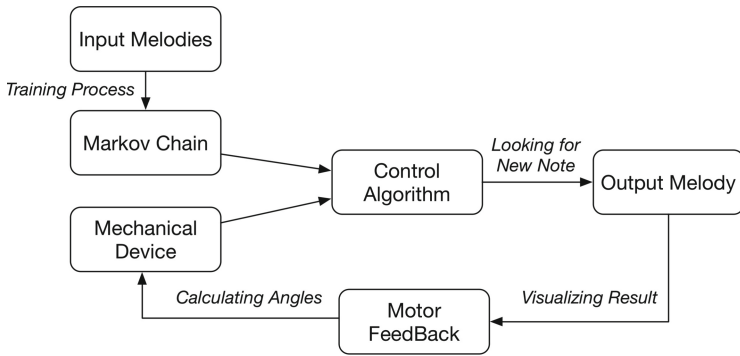 Input Melodies
Training Process
Markov Chain
Looking for
New Note
Control
Algorithm
Output Melody
Mechanical
Device
Calculating Angles
Visualizing Result
Motor
FeedBack